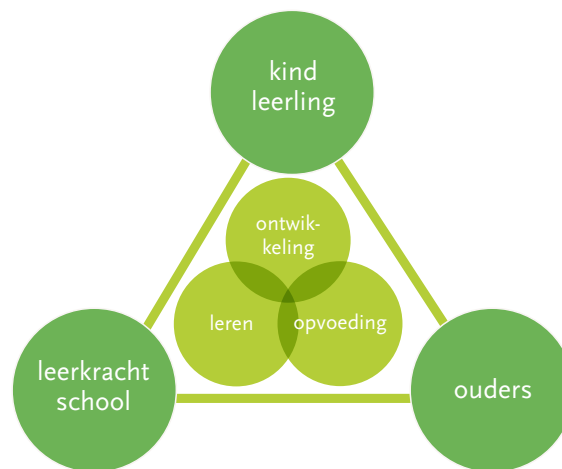 kind
leerling
ontwik-
keling
leren
opvoeding
leerkracht
school
ouders